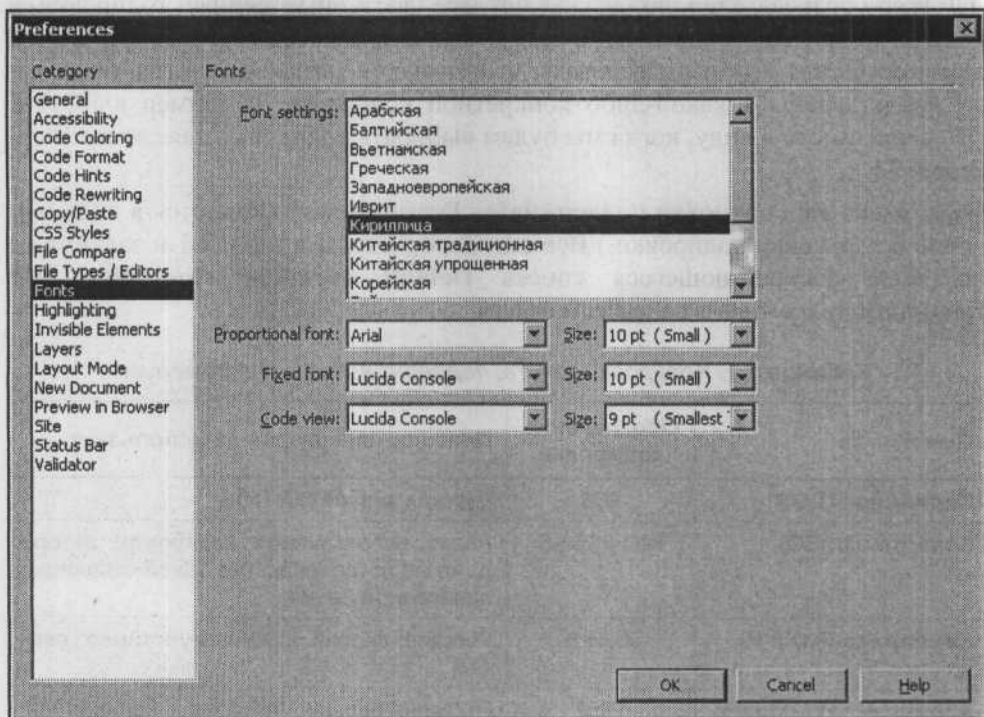 Preferences
Category
Fonts
General
Accessibility
Code Coloring
Code Format
Code Hints
Code Rewriting
Copy/Paste
CSS Styles
File Compare
File Types / Editors
Fonts
Highlighting
Invisible Elements
Layers
Layout Mode
New Document
Preview in Browser
Site
Status Bar
Validator
Font settings:
Арабская
Балтийская
Вьетнамская
Греческая
Западноевропейская
Иврит
Кириллица
Китайская традиционная
Китайская упрощенная
Корейская
Proportional font: Arial Size: 10 pt ( Small )
Fixed font: Lucida Console Size: 10 pt ( Small )
Code view: Lucida Console Size: 9 pt ( Smallest
OK Cancel Help